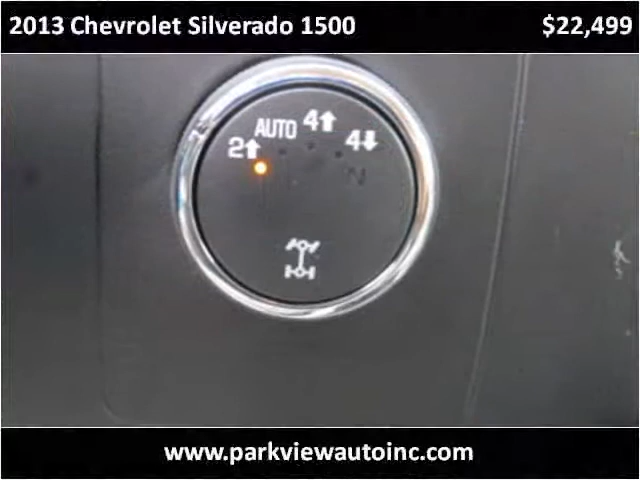 2013 Chevrolet Silverado 1500 $22,499
2⬆ AUTO 4⬆ 4⬇
N
www.parkviewautoinc.com